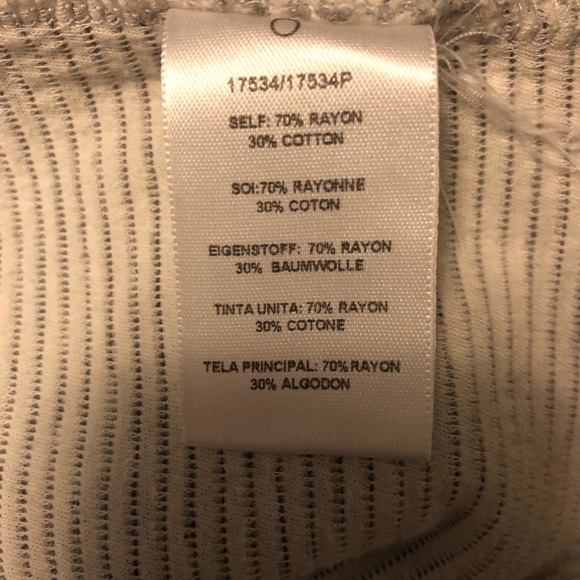 17534/17534P
SELF: 70% RAYON
30% COTTON
SOI:70% RAYONNE
30% COTON
EIGENSTOFF: 70% RAYON
30% BAUMWOLLE
TINTA UNITA: 70% RAYON
30% COTONE
TELA PRINCIPAL: 70% RAYON
30% ALGODON